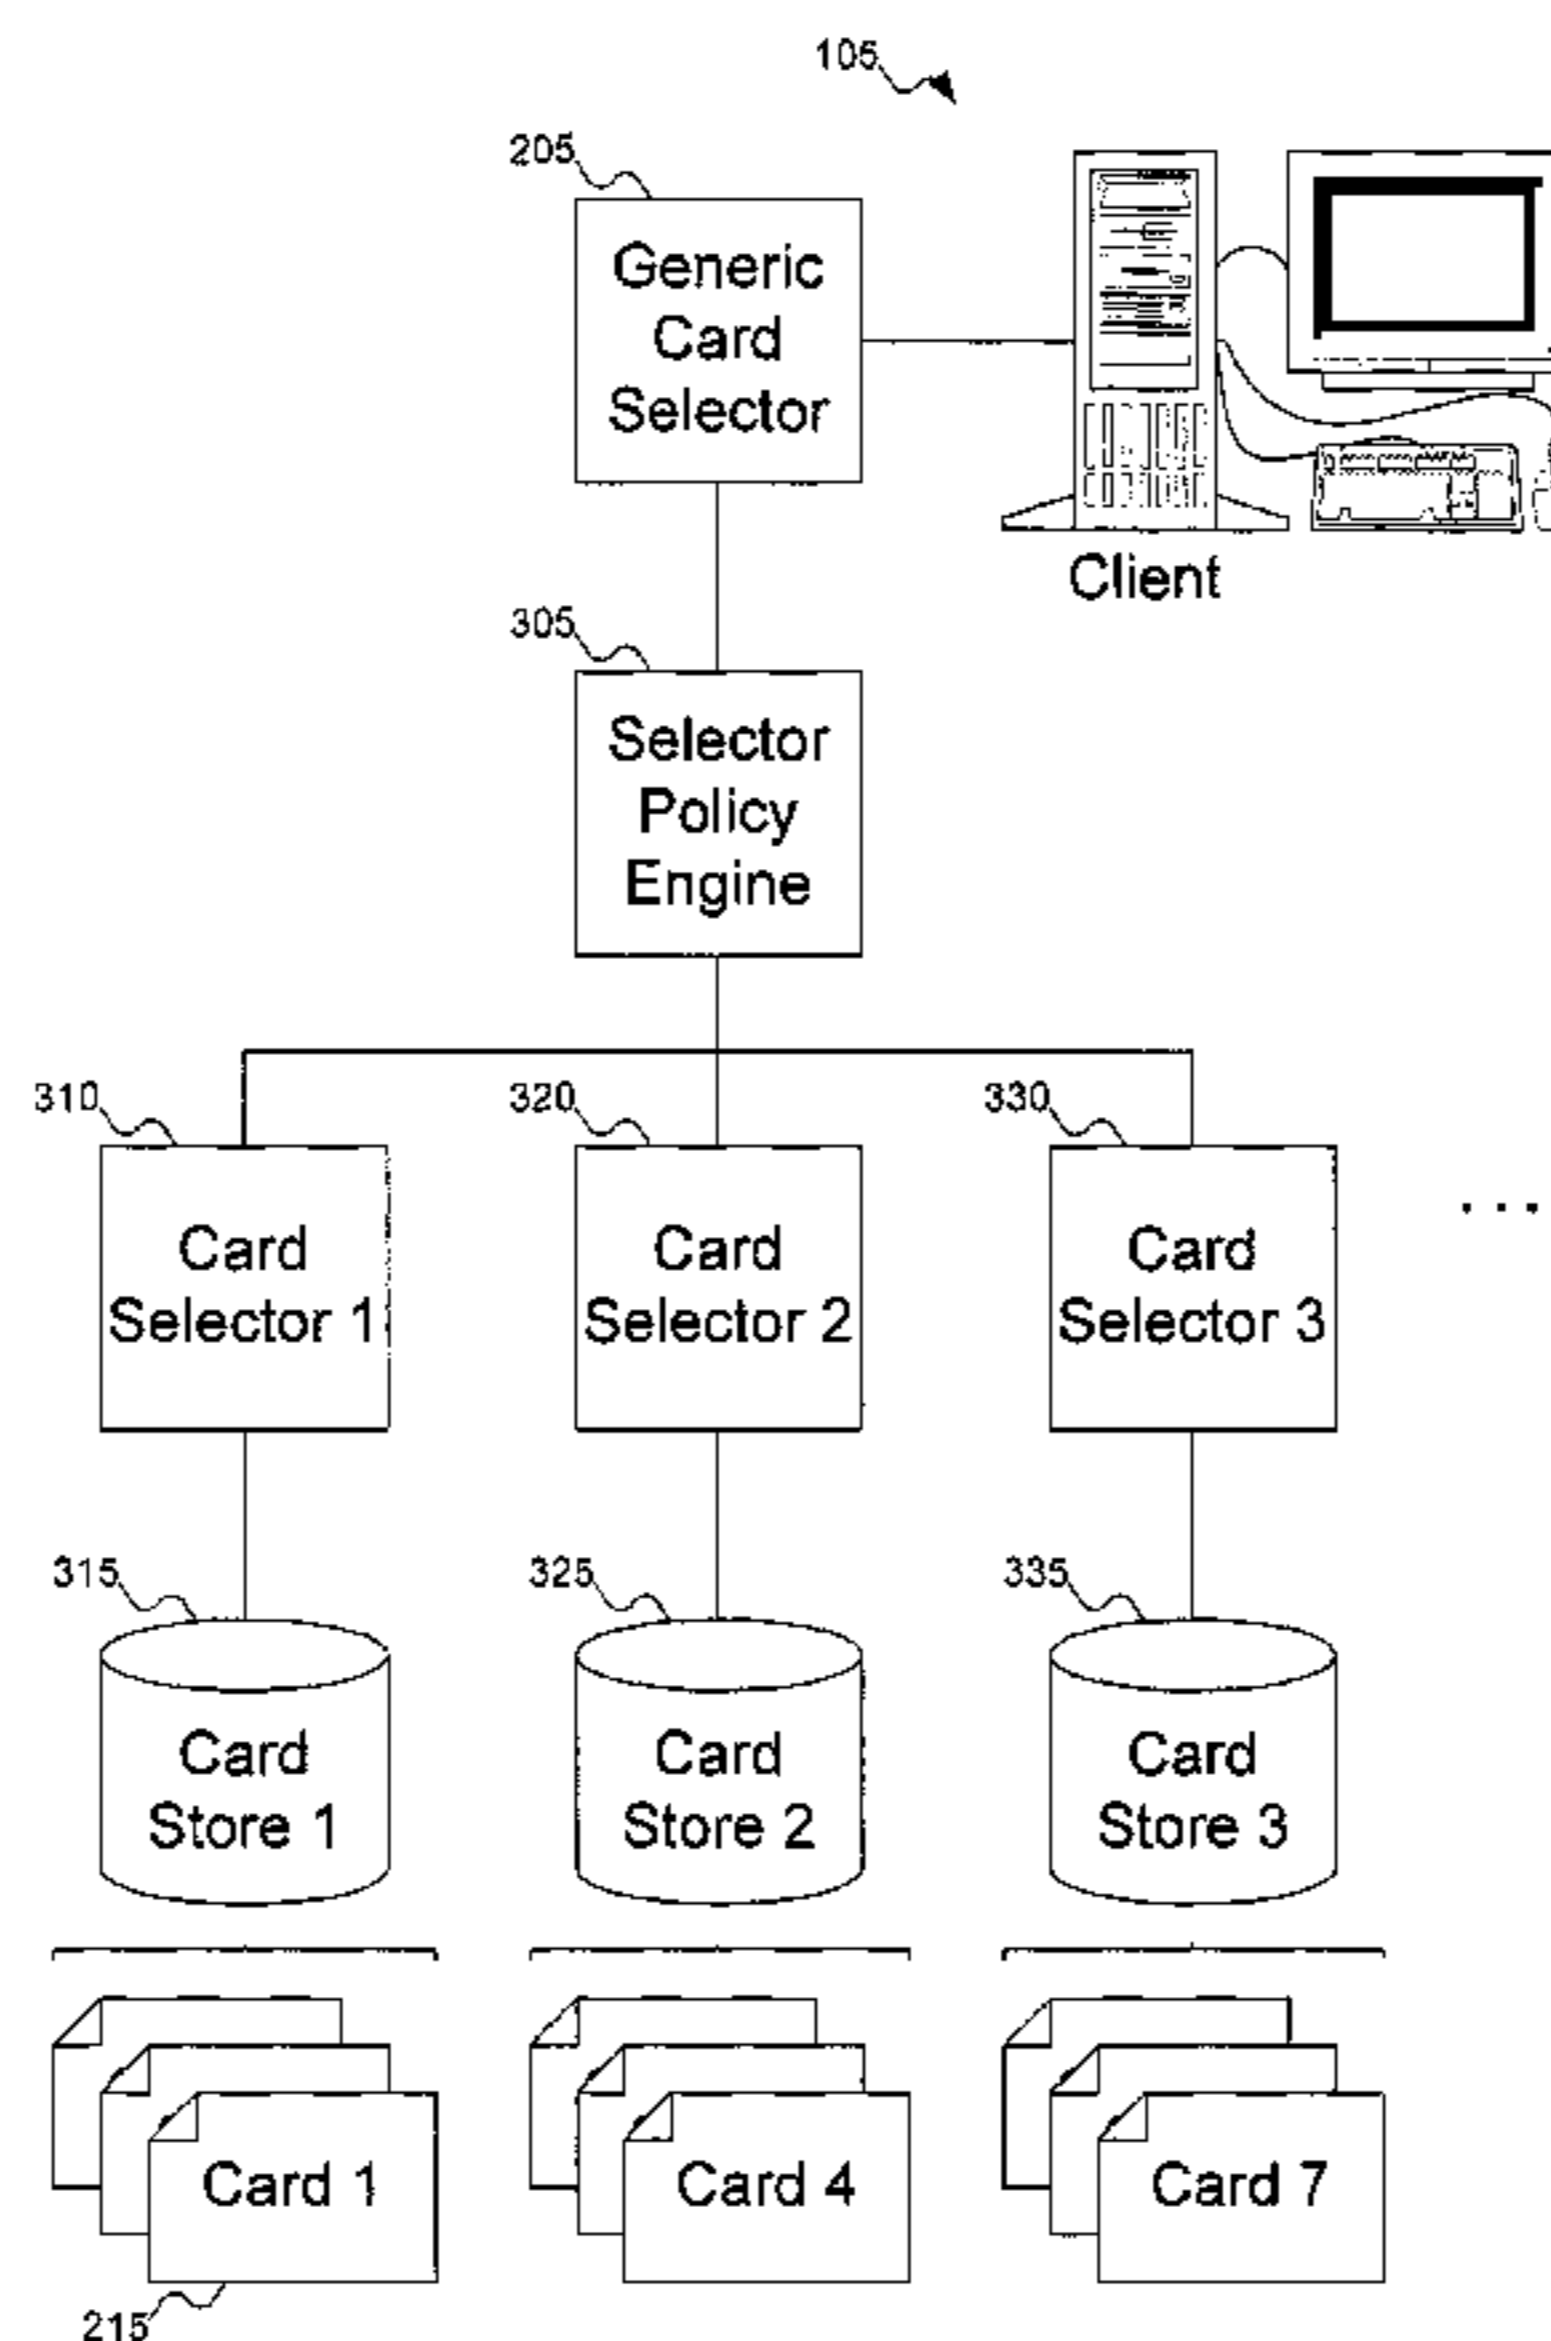 105
205
Generic
Card
Selector
Client
305
Selector
Policy
Engine
310
320
330
Card
Selector 1
Card
Selector 2
Card
Selector 3
...
315
325
335
Card
Store 1
Card
Store 2
Card
Store 3
Card 1
Card 4
Card 7
215